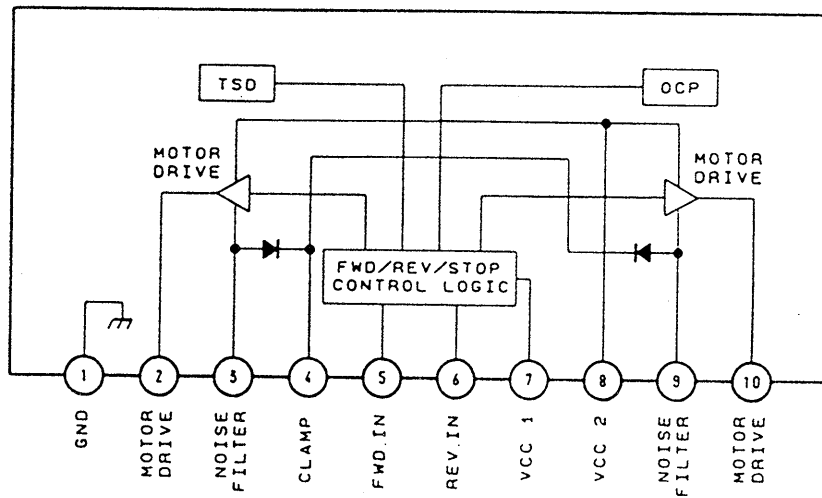 TSD
OCP
MOTOR
DRIVE
MOTOR
DRIVE
FWD/REV/STOP
CONTROL LOGIC
1
2
3
4
5
6
7
8
9
10
GND
MOTOR
DRIVE
NOISE
FILTER
CLAMP
FWD.IN
REV.IN
VCC 1
VCC 2
NOISE
FILTER
MOTOR
DRIVE